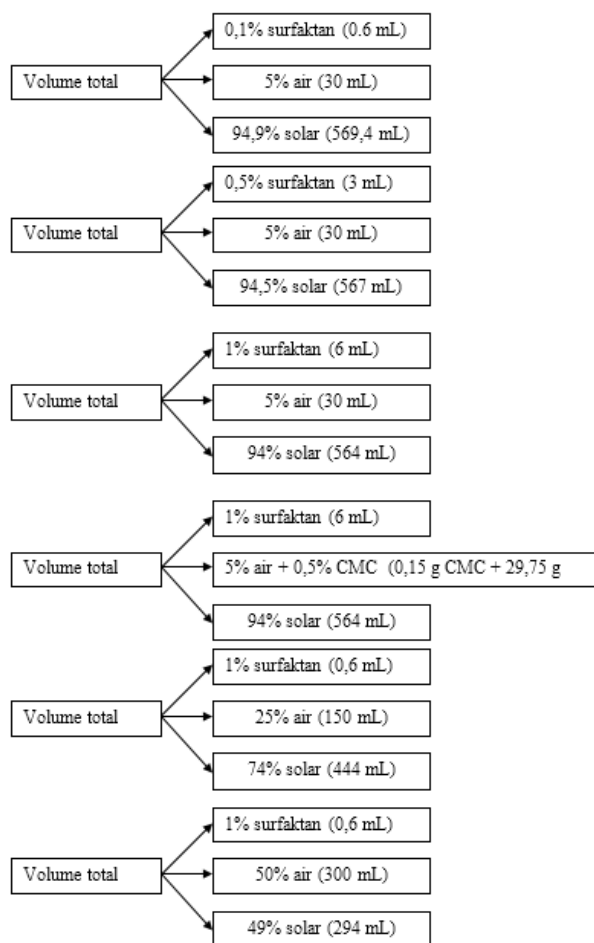 0,1% surfaktan (0.6 mL)
Volume total
5% air (30 mL)
94,9% solar (569,4 mL)
0,5% surfaktan (3 mL)
Volume total
5% air (30 mL)
94,5% solar (567 mL)
1% surfaktan (6 mL)
Volume total
5% air (30 mL)
94% solar (564 mL)
1% surfaktan (6 mL)
Volume total
5% air + 0,5% CMC (0,15 g CMC + 29,75 g
94% solar (564 mL)
1% surfaktan (0,6 mL)
Volume total
25% air (150 mL)
74% solar (444 mL)
1% surfaktan (0,6 mL)
Volume total
50% air (300 mL)
49% solar (294 mL)